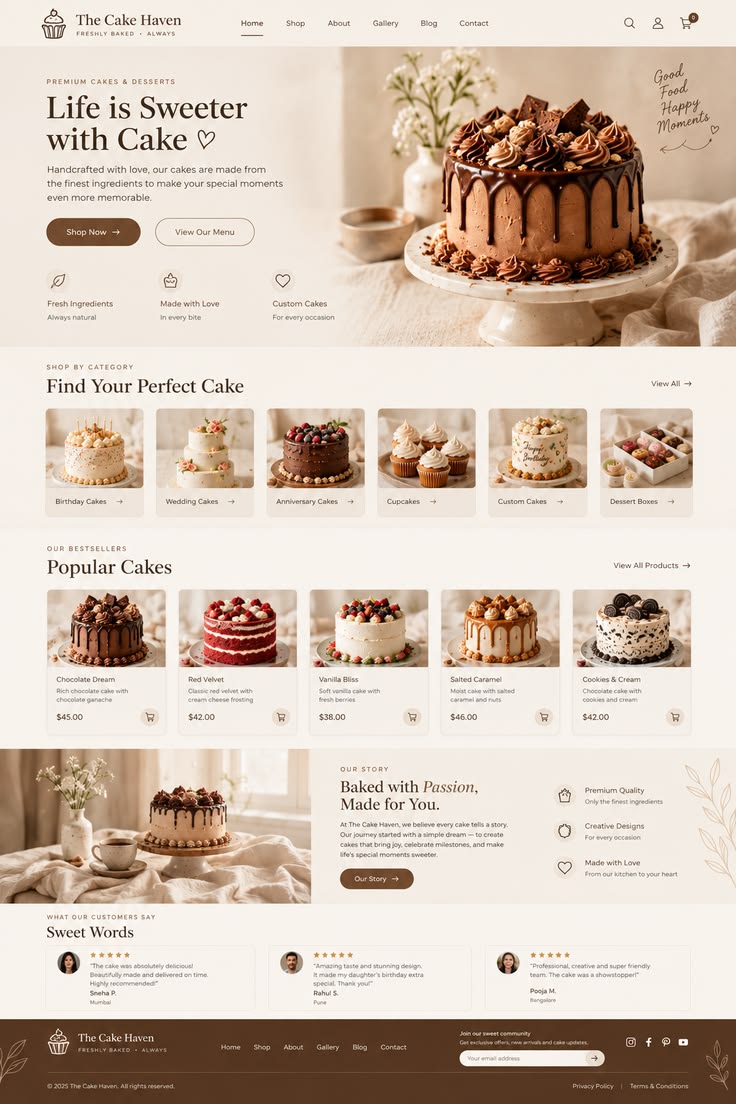 The Cake Haven
FRESHLY BAKED • ALWAYS
Home
Shop
About
Gallery
Blog
Contact
0
PREMIUM CAKES & DESSERTS
Life is Sweeter
with Cake
Handcrafted with love, our cakes are made from
the finest ingredients to make your special moments
even more memorable.
Shop Now →
View Our Menu
Good
Food
Happy
Moments
Fresh Ingredients
Always natural
Made with Love
In every bite
Custom Cakes
For every occasion
SHOP BY CATEGORY
Find Your Perfect Cake
View All →
Happy
Birthday
Birthday Cakes →
Wedding Cakes →
Anniversary Cakes →
Cupcakes →
Custom Cakes →
Dessert Boxes →
OUR BESTSELLERS
Popular Cakes
View All Products →
Chocolate Dream
Rich chocolate cake with
chocolate ganache
$45.00
Red Velvet
Classic red velvet with
cream cheese frosting
$42.00
Vanilla Bliss
Soft vanilla cake with
fresh berries
$38.00
Salted Caramel
Moist cake with salted
caramel and nuts
$46.00
Cookies & Cream
Chocolate cake with
cookies and cream
$42.00
OUR STORY
Baked with Passion,
Made for You.
At The Cake Haven, we believe every cake tells a story.
Our journey started with a simple dream — to create
cakes that bring joy, celebrate milestones, and make
life's special moments sweeter.
Our Story →
Premium Quality
Only the finest ingredients
Creative Designs
For every occasion
Made with Love
From our kitchen to your heart
WHAT OUR CUSTOMERS SAY
Sweet Words
"The cake was absolutely delicious!
Beautifully made and delivered on time.
Highly recommended!"
Sneha P.
Mumbai
"Amazing taste and stunning design.
It made my daughter's birthday extra
special. Thank you!"
Rahul S.
Pune
"Professional, creative and super friendly
team. The cake was a showstopper!"
Pooja M.
Bangalore
The Cake Haven
FRESHLY BAKED • ALWAYS
Home
Shop
About
Gallery
Blog
Contact
Join our sweet community
Get exclusive offers, new arrivals and cake updates.
Your email address
© 2025 The Cake Haven. All rights reserved.
Privacy Policy | Terms & Conditions